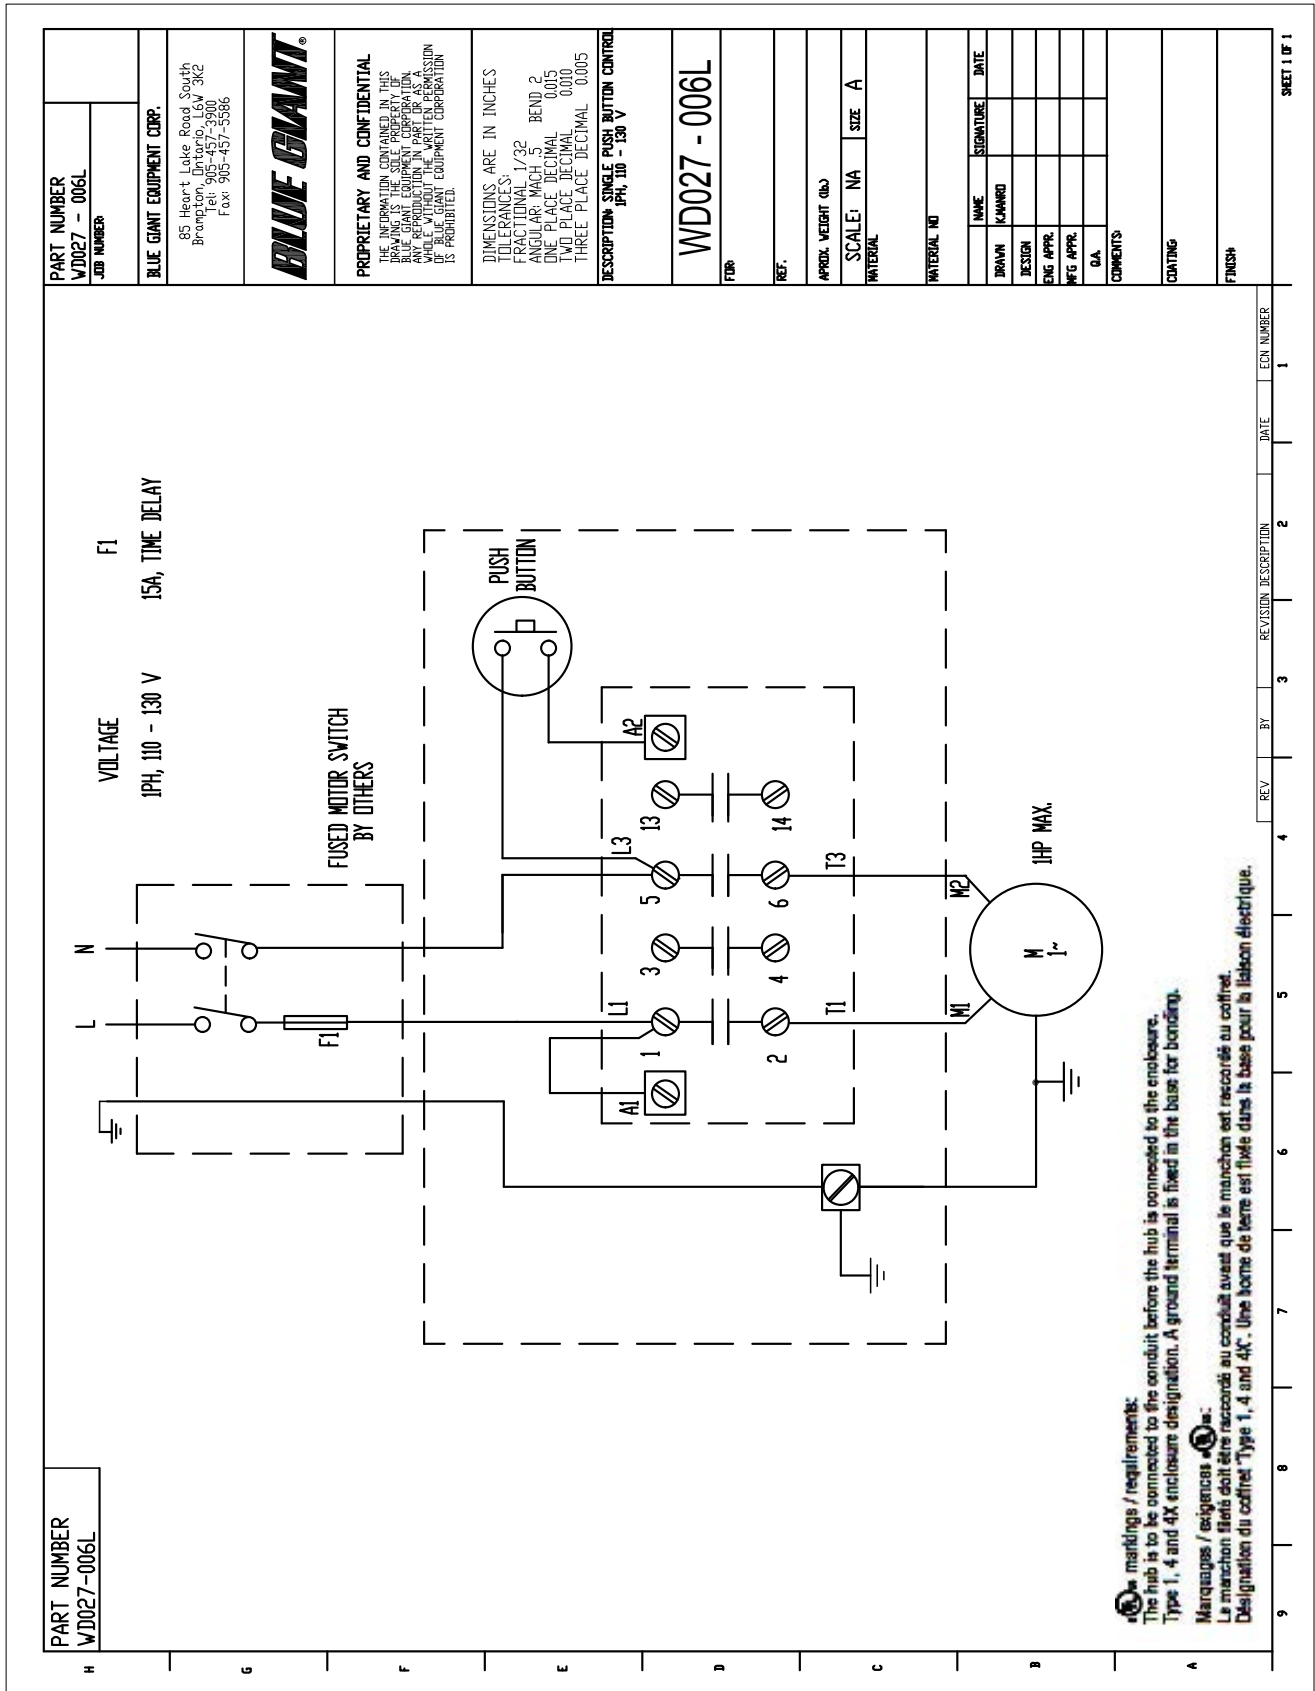 PART NUMBER
WD027-006L
PART NUMBER
WD027 - 006L
JOB NUMBER:
BLUE GIANT EQUIPMENT CORP.
85 Heart Lake Road South
Brampton, Ontario, L6W 3K2
Tel: 905-457-3900
Fax: 905-457-5586
BLUE GIANT®
PROPRIETARY AND CONFIDENTIAL
THE INFORMATION CONTAINED IN THIS
DRAWING IS THE SOLE PROPERTY OF
BLUE GIANT EQUIPMENT CORPORATION.
ANY REPRODUCTION IN PART OR AS A
WHOLE WITHOUT THE WRITTEN PERMISSION
OF BLUE GIANT EQUIPMENT CORPORATION
IS PROHIBITED.
DIMENSIONS ARE IN INCHES
TOLERANCES:
FRACTIONAL 1/32
ANGULAR: MACH .5 BEND 2
ONE PLACE DECIMAL 0.015
TWO PLACE DECIMAL 0.010
THREE PLACE DECIMAL 0.005
DESCRIPTION: SINGLE PUSH BUTTON CONTROL
1PH, 110 - 130 V
WD027 - 006L
FOR:
REF.
APROX. WEIGHT (lb.)
SCALE: NA SIZE A
MATERIAL
MATERIAL NO
NAME SIGNATURE DATE
DRAWN K.MANRO
DESIGN
ENG APPR.
MFG APPR.
Q.A.
COMMENTS:
COATING:
FINISH:
SHEET 1 OF 1
VOLTAGE F1
1PH, 110 - 130 V 15A, TIME DELAY
L N
FUSED MOTOR SWITCH
BY OTHERS
F1
PUSH
BUTTON
A1 L1 L3 A2
1 3 5 13
2 4 6 14
T1 T3
M1 M2
M
1~
1HP MAX.
cULus markings / requirements:
The hub is to be connected to the conduit before the hub is connected to the enclosure.
Type 1, 4 and 4X enclosure designation. A ground terminal is fixed in the base for bonding.
Marquages / exigences cULus:
Le manchon fileté doit être raccordé au conduit avant que le manchon est raccordé au coffret.
Désignation du coffret "Type 1, 4 and 4X". Une borne de terre est fixée dans la base pour la liaison électrique.
REV BY REVISION DESCRIPTION DATE ECN NUMBER
9 8 7 6 5 4 3 2 1
H
G
F
E
D
C
B
A